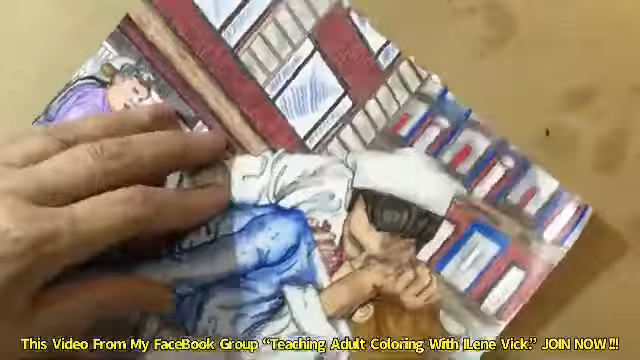 This Video From My FaceBook Group "Teaching Adult Coloring With ILene Vick." JOIN NOW !!!